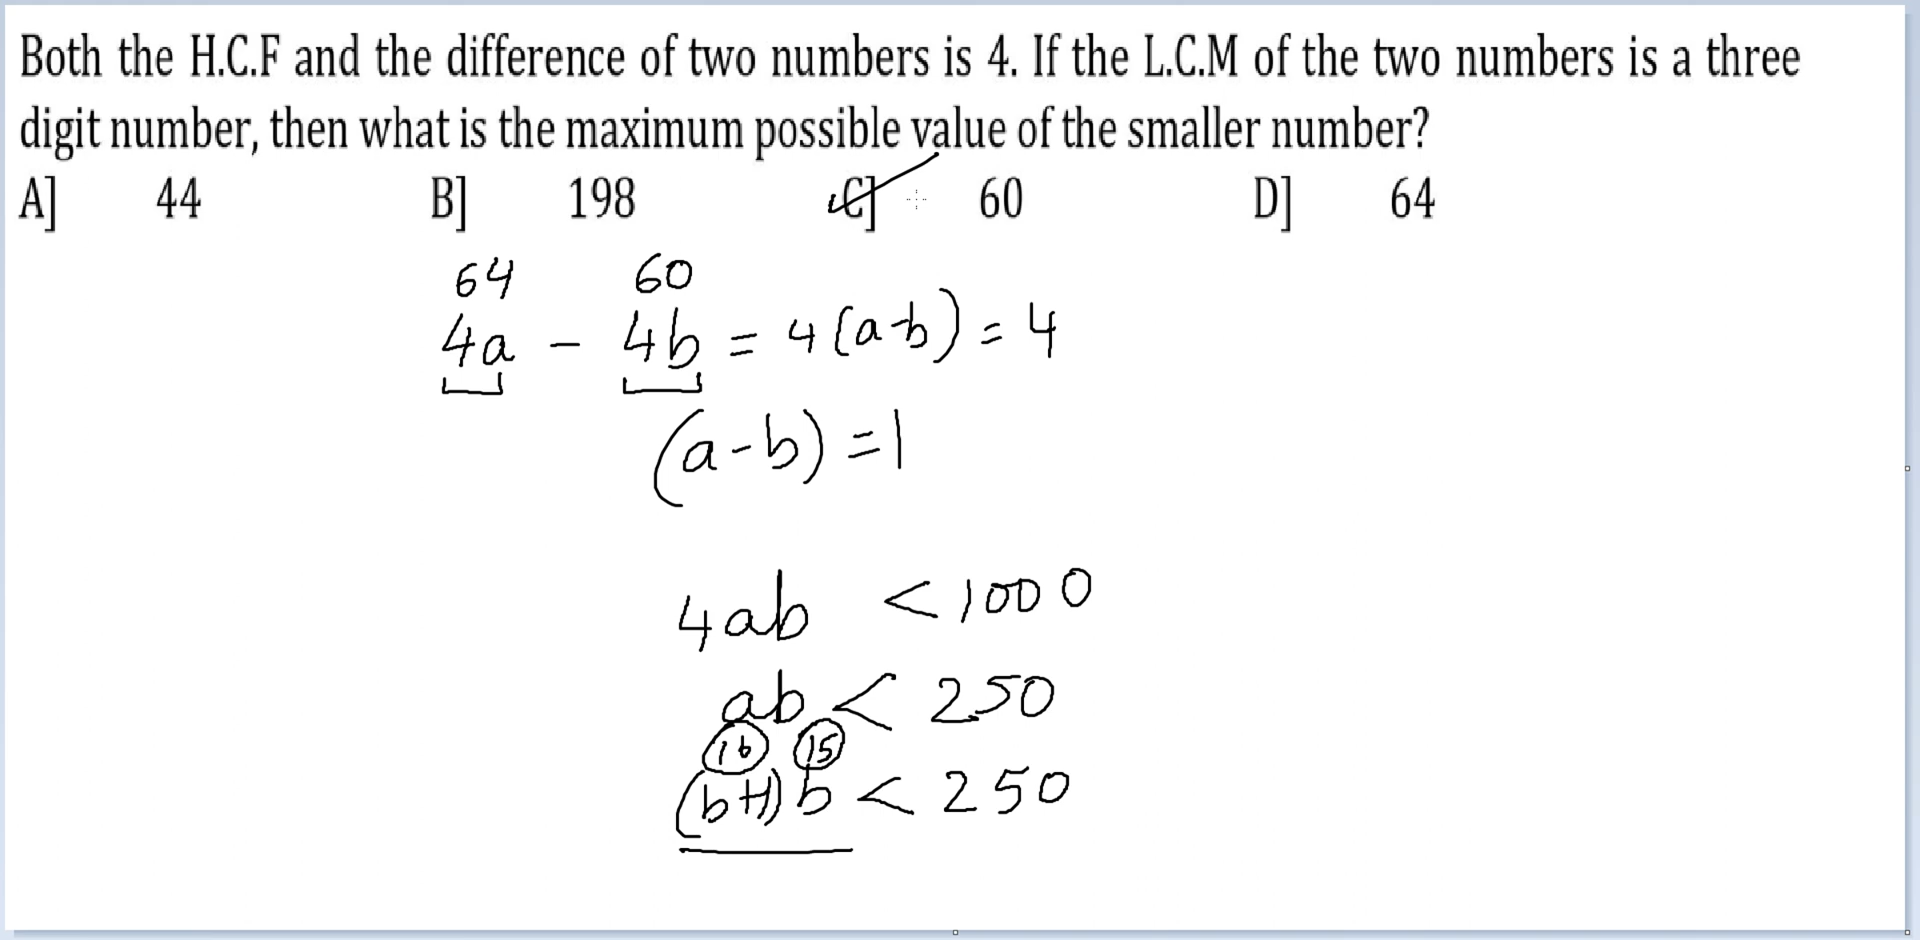 Both the H.C.F and the difference of two numbers is 4. If the L.C.M of the two numbers is a three
digit number, then what is the maximum possible value of the smaller number?
A] 44 B] 198 C] 60 D] 64
64 60
4a - 4b = 4(a-b) = 4
(a-b) = 1
4ab < 1000
ab < 250
16 15
(b+1) b < 250